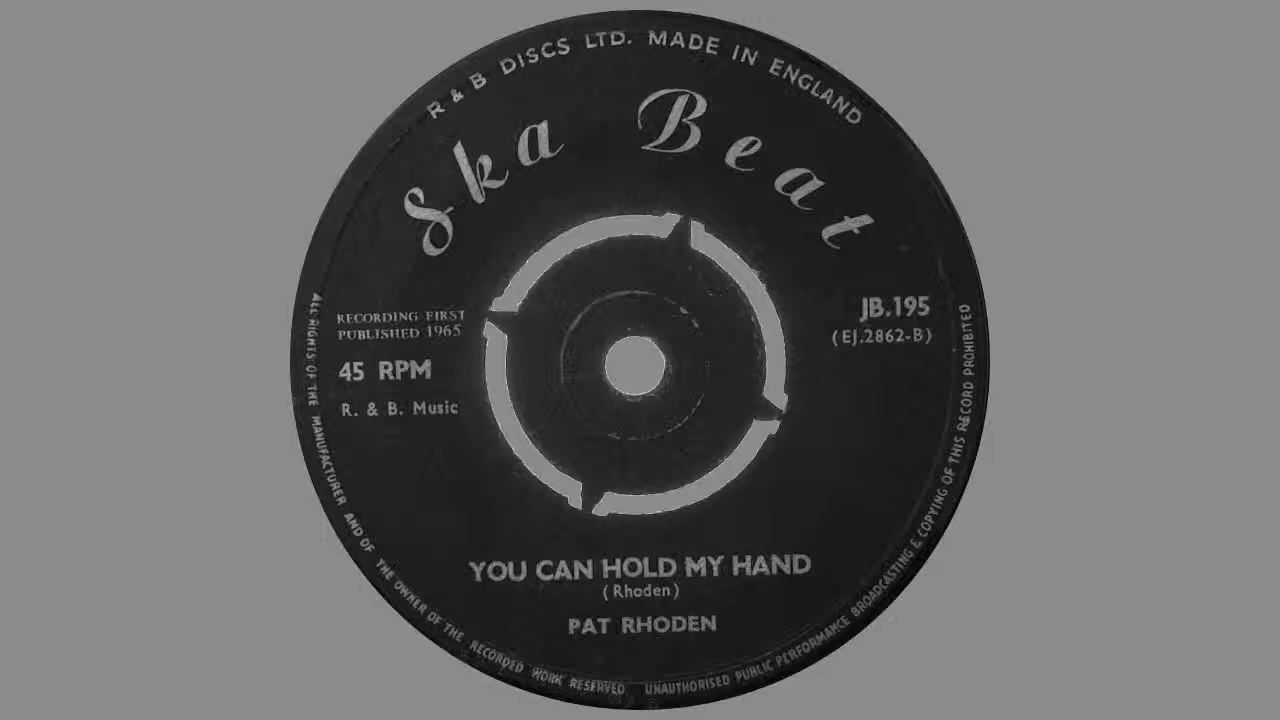 R & B DISCS LTD. MADE IN ENGLAND
Ska Beat
RECORDING FIRST
PUBLISHED 1965
45 RPM
R. & B. Music
JB.195
(EJ.2862-B)
YOU CAN HOLD MY HAND
(Rhoden)
PAT RHODEN
ALL RIGHTS OF THE MANUFACTURER AND OF THE OWNER OF THE RECORDED WORK RESERVED UNAUTHORISED PUBLIC PERFORMANCE BROADCASTING & COPYING OF THIS RECORD PROHIBITED